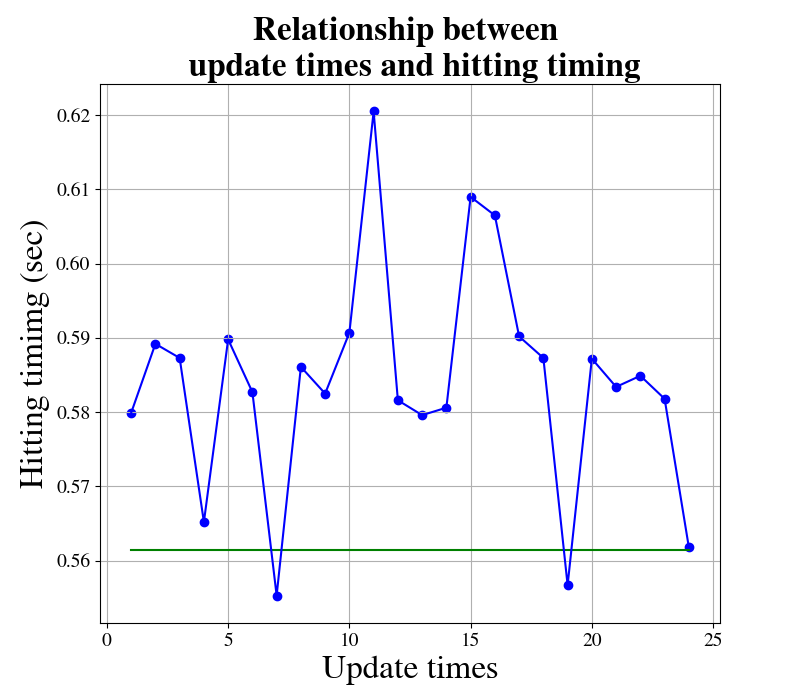 Relationship between
update times and hitting timing
0.62
0.61
0.60
0.59
0.58
0.57
0.56
Hitting timimg (sec)
0 5 10 15 20 25
Update times